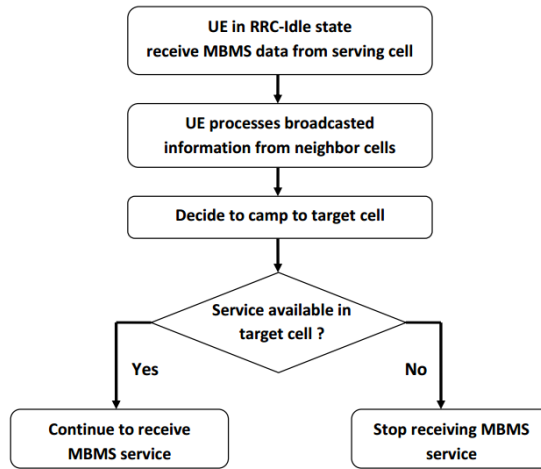 UE in RRC-Idle state
receive MBMS data from serving cell
UE processes broadcasted
information from neighbor cells
Decide to camp to target cell
Service available in
target cell ?
Yes
No
Continue to receive
MBMS service
Stop receiving MBMS
service